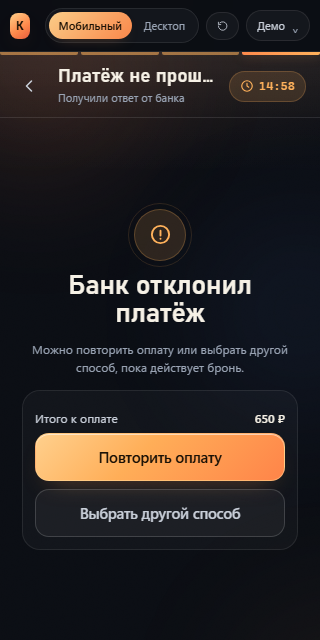 К
Мобильный
Десктоп
Демо
Платёж не прош...
Получили ответ от банка
14:58
Банк отклонил
платёж
Можно повторить оплату или выбрать другой
способ, пока действует бронь.
Итого к оплате
650 ₽
Повторить оплату
Выбрать другой способ